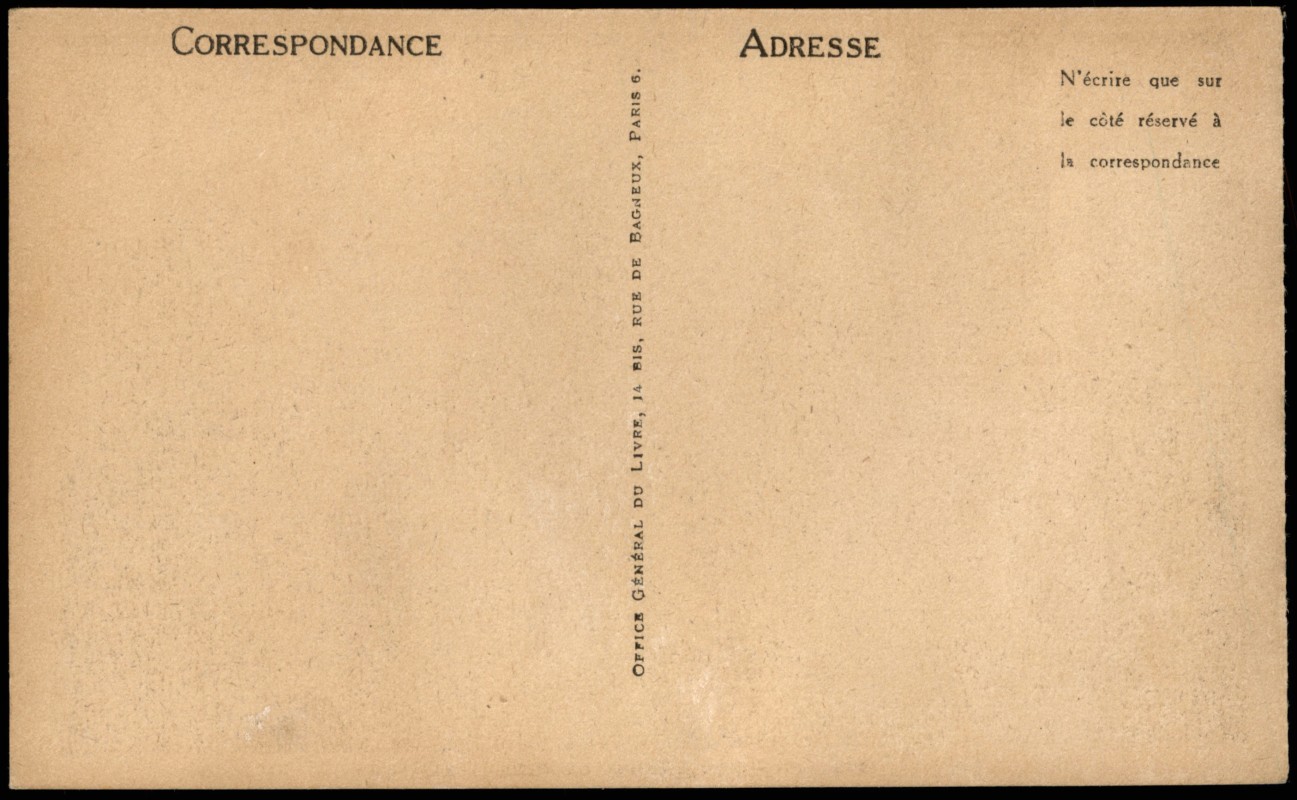 CORRESPONDANCE
ADRESSE
N'écrire que sur
le côté réservé à
la correspondance
OFFICE GÉNÉRAL DU LIVRE, 14 BIS, RUE DE BAGNEUX, PARIS 6.